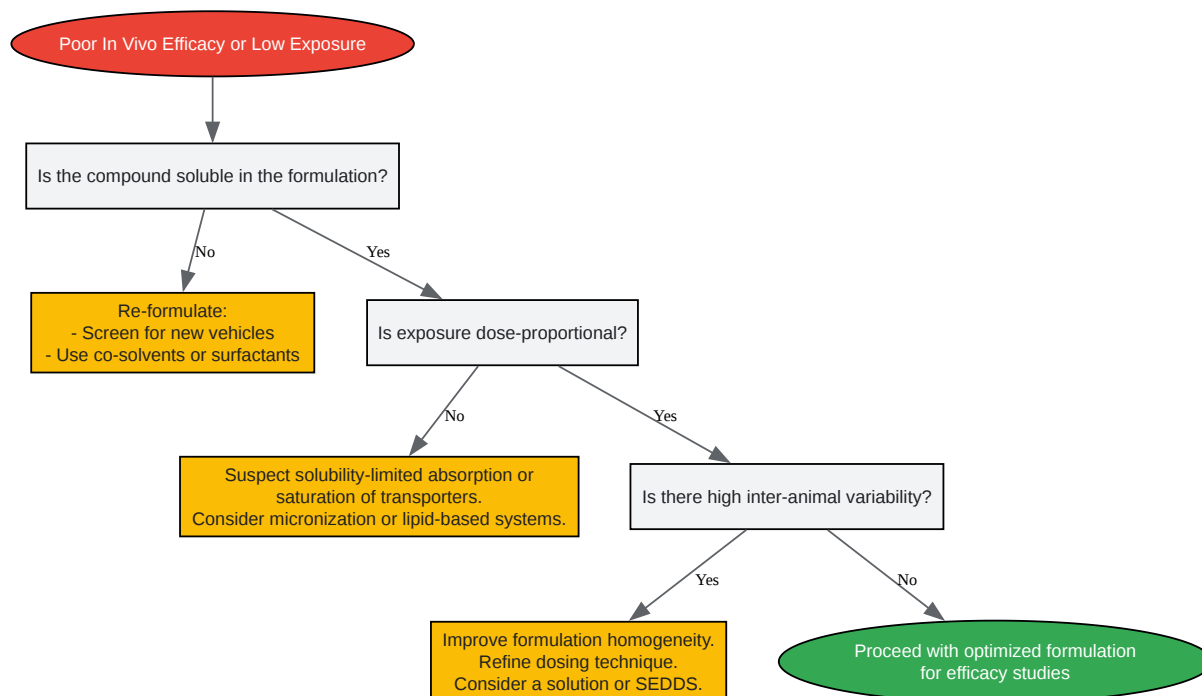 Poor In Vivo Efficacy or Low Exposure
Is the compound soluble in the formulation?
No
Yes
Re-formulate:
- Screen for new vehicles
- Use co-solvents or surfactants
Is exposure dose-proportional?
No
Yes
Suspect solubility-limited absorption or
saturation of transporters.
Consider micronization or lipid-based systems.
Is there high inter-animal variability?
Yes
No
Improve formulation homogeneity.
Refine dosing technique.
Consider a solution or SEDDS.
Proceed with optimized formulation
for efficacy studies